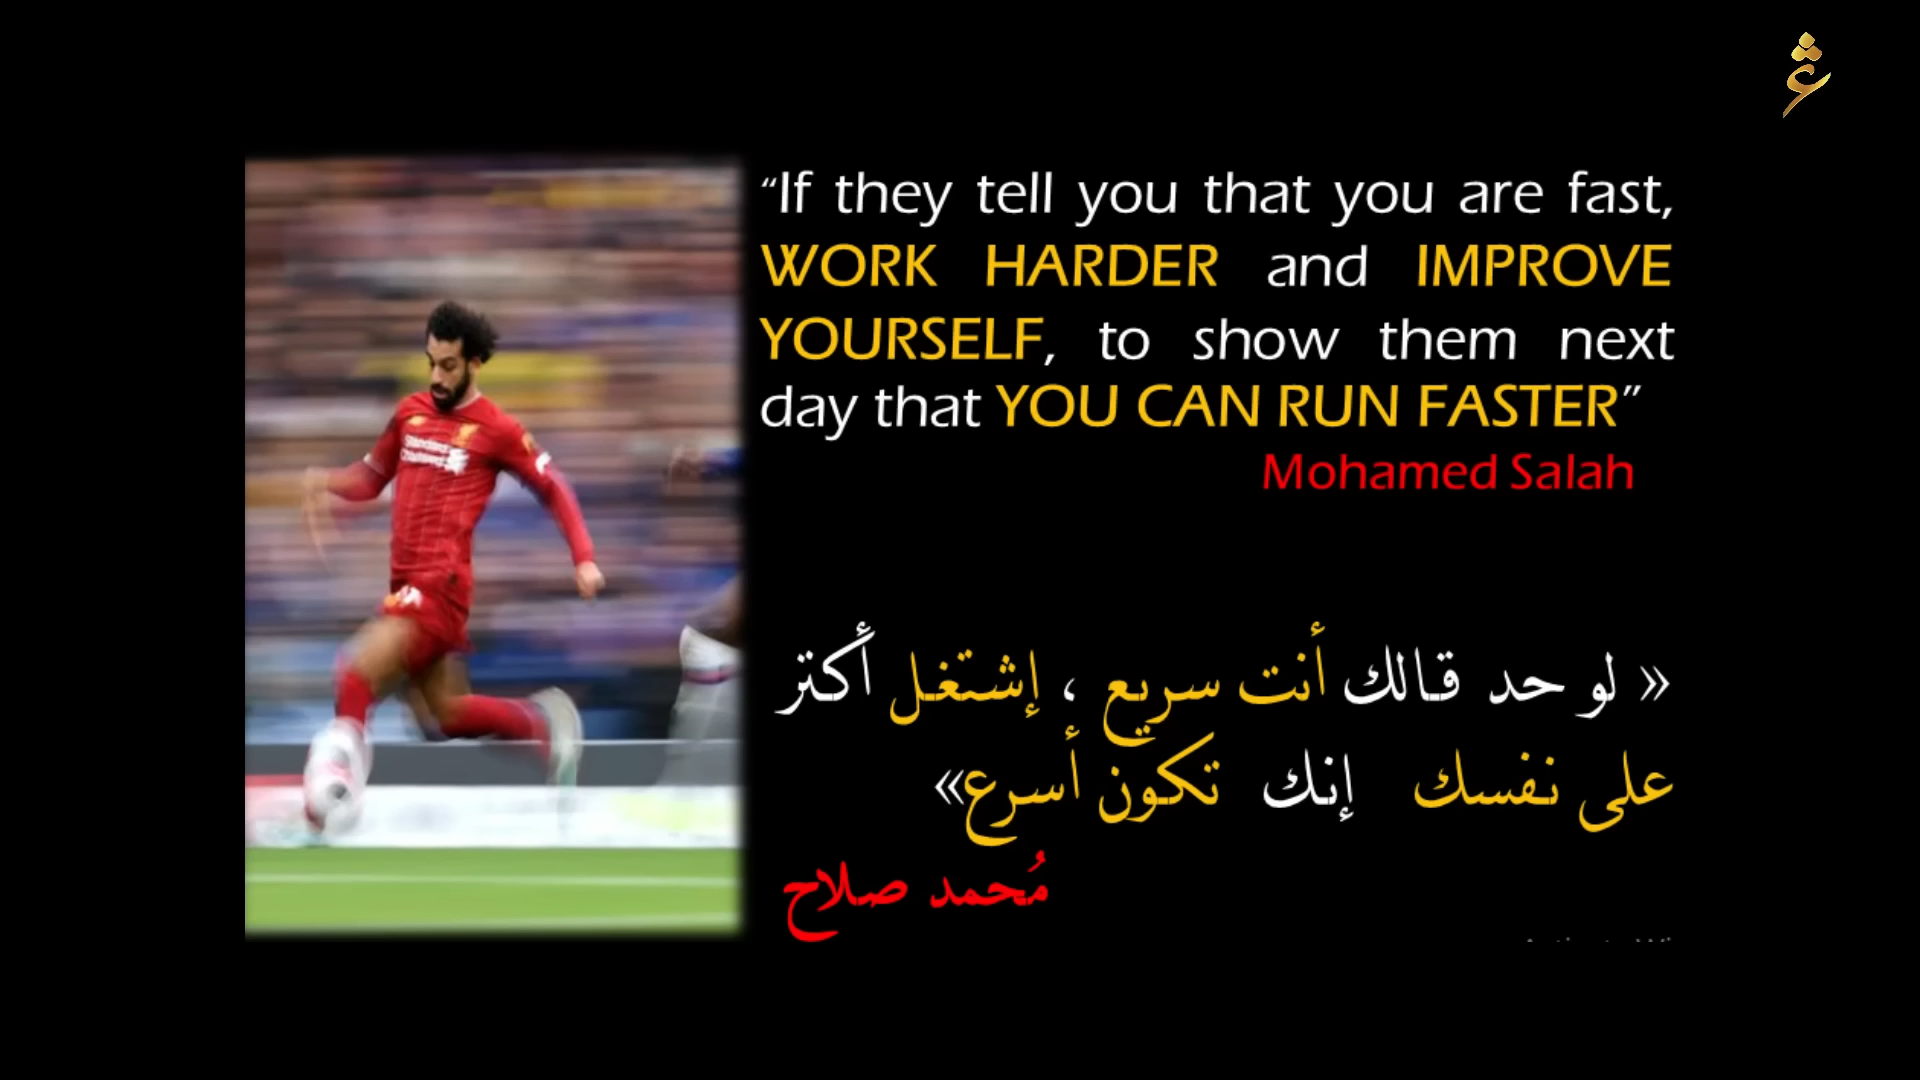 “If they tell you that you are fast,
WORK HARDER and IMPROVE
YOURSELF, to show them next
day that YOU CAN RUN FASTER”
Mohamed Salah
« لو حد قالك أنت سريع ، إشتغل أكتر
على نفسك إنك تكون أسرع»
مُحمد صلاح
Standard
Chartered